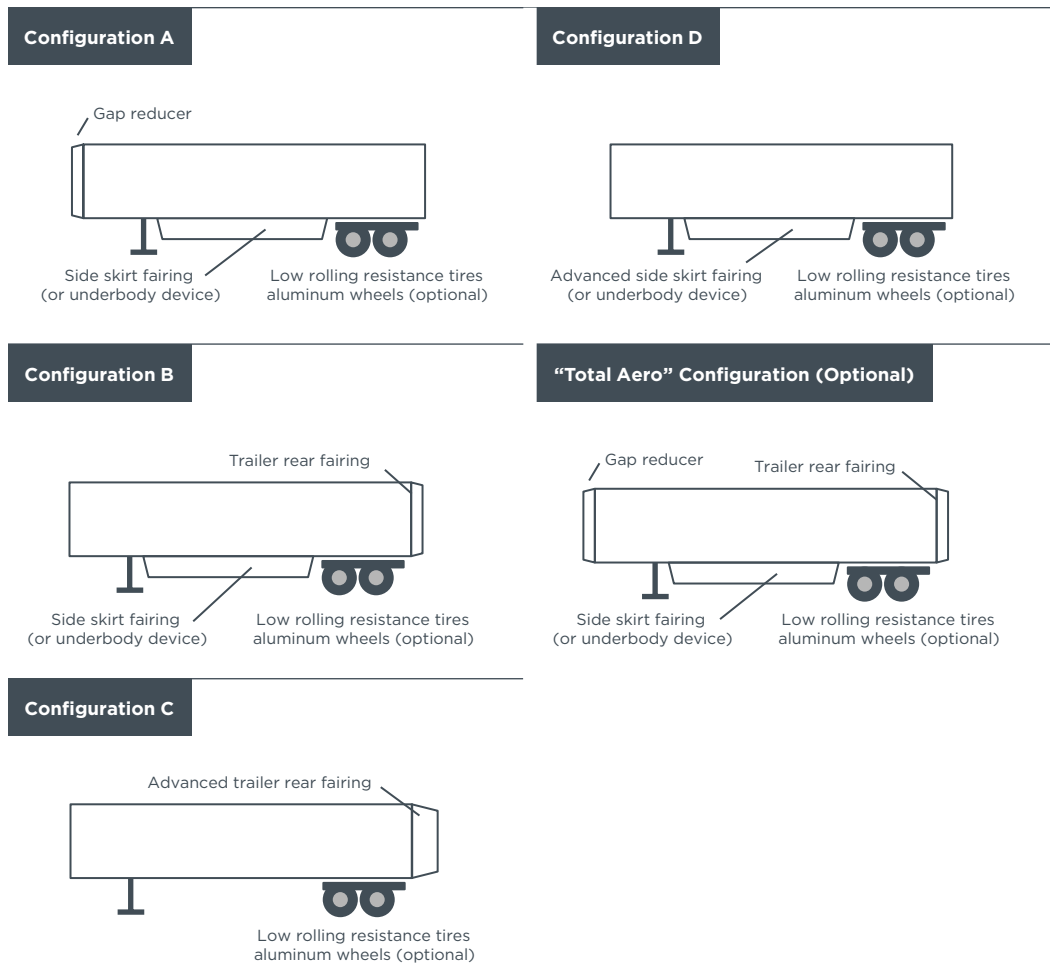 Configuration A
Gap reducer
Side skirt fairing
(or underbody device)
Low rolling resistance tires
aluminum wheels (optional)
Configuration D
Advanced side skirt fairing
(or underbody device)
Low rolling resistance tires
aluminum wheels (optional)
Configuration B
Trailer rear fairing
Side skirt fairing
(or underbody device)
Low rolling resistance tires
aluminum wheels (optional)
“Total Aero” Configuration (Optional)
Gap reducer
Trailer rear fairing
Side skirt fairing
(or underbody device)
Low rolling resistance tires
aluminum wheels (optional)
Configuration C
Advanced trailer rear fairing
Low rolling resistance tires
aluminum wheels (optional)